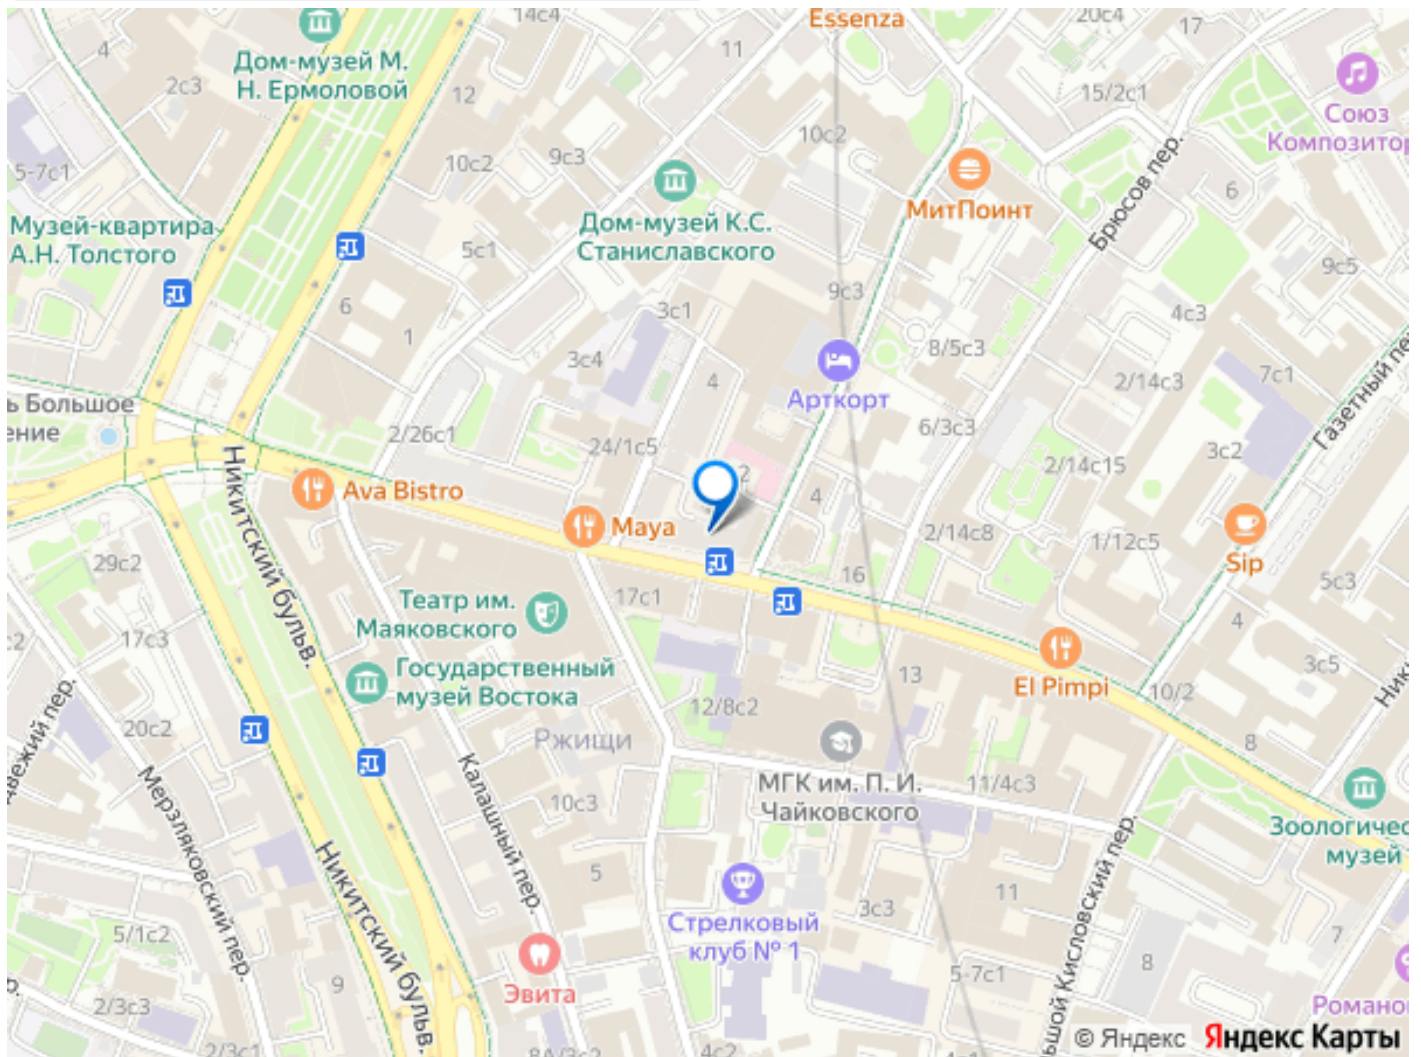 14с4
Essenza
20с4
17
4
Дом-музей М.
Н. Ермоловой
11
2с3
12
15/2с1
Союз
10с2
10с2
9с3
5-7с1
МитПоинт
Брюсов пер.
6
Музей-квартира
А.Н. Толстого
Дом-музей К.С.
Станиславского
5с1
9с5
9с3
6
3с1
4с3
1
8/5с3
3с4
4
Арткорт
2/14с3
7с1
Газетный
Большое
2/26с1
24/1с5
6/3с3
3с2
2/14с15
2
Ava Bistro
4
Maya
2/14с8
1/12с5
Sip
29с2
Никитский бульв.
16
5с3
17с1
Театр им.
Маяковского
17с3
4
Государственный
музей Востока
El Pimpi
13
3с5
10/2
12/8с2
20с2
Ржищи
8
Мерзляковский пер.
Калашный пер.
МГК им. П. И.
Чайковского
11/4с3
10с3
музей
Никитский бульв.
5
11
Стрелковый
клуб № 1
3с3
5/1с2
7
Эвита
9
5-7с1
8
Кисловский пер.
2/3с3
2/3с1
4с2
© Яндекс Яндекс Карты